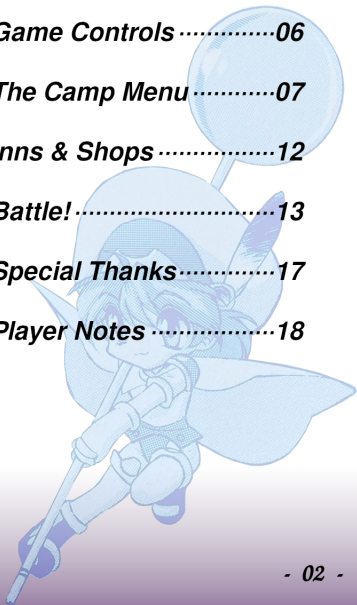 Game Controls ·············· 06
The Camp Menu ············ 07
nns & Shops ················· 12
Battle! ····························· 13
Special Thanks ·············· 17
Player Notes ·················· 18
- 02 -